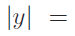 |y| =